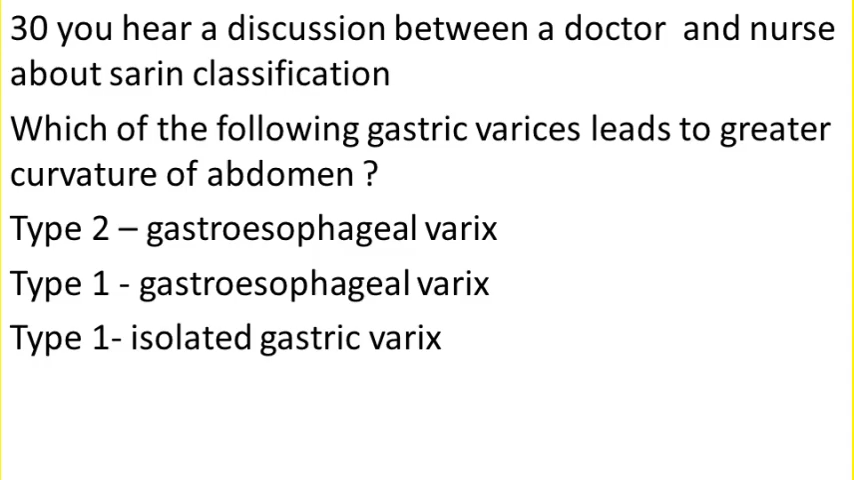 30 you hear a discussion between a doctor  and nurse
about sarin classification
Which of the following gastric varices leads to greater
curvature of abdomen ?
Type 2 – gastroesophageal varix
Type 1 - gastroesophageal varix
Type 1- isolated gastric varix